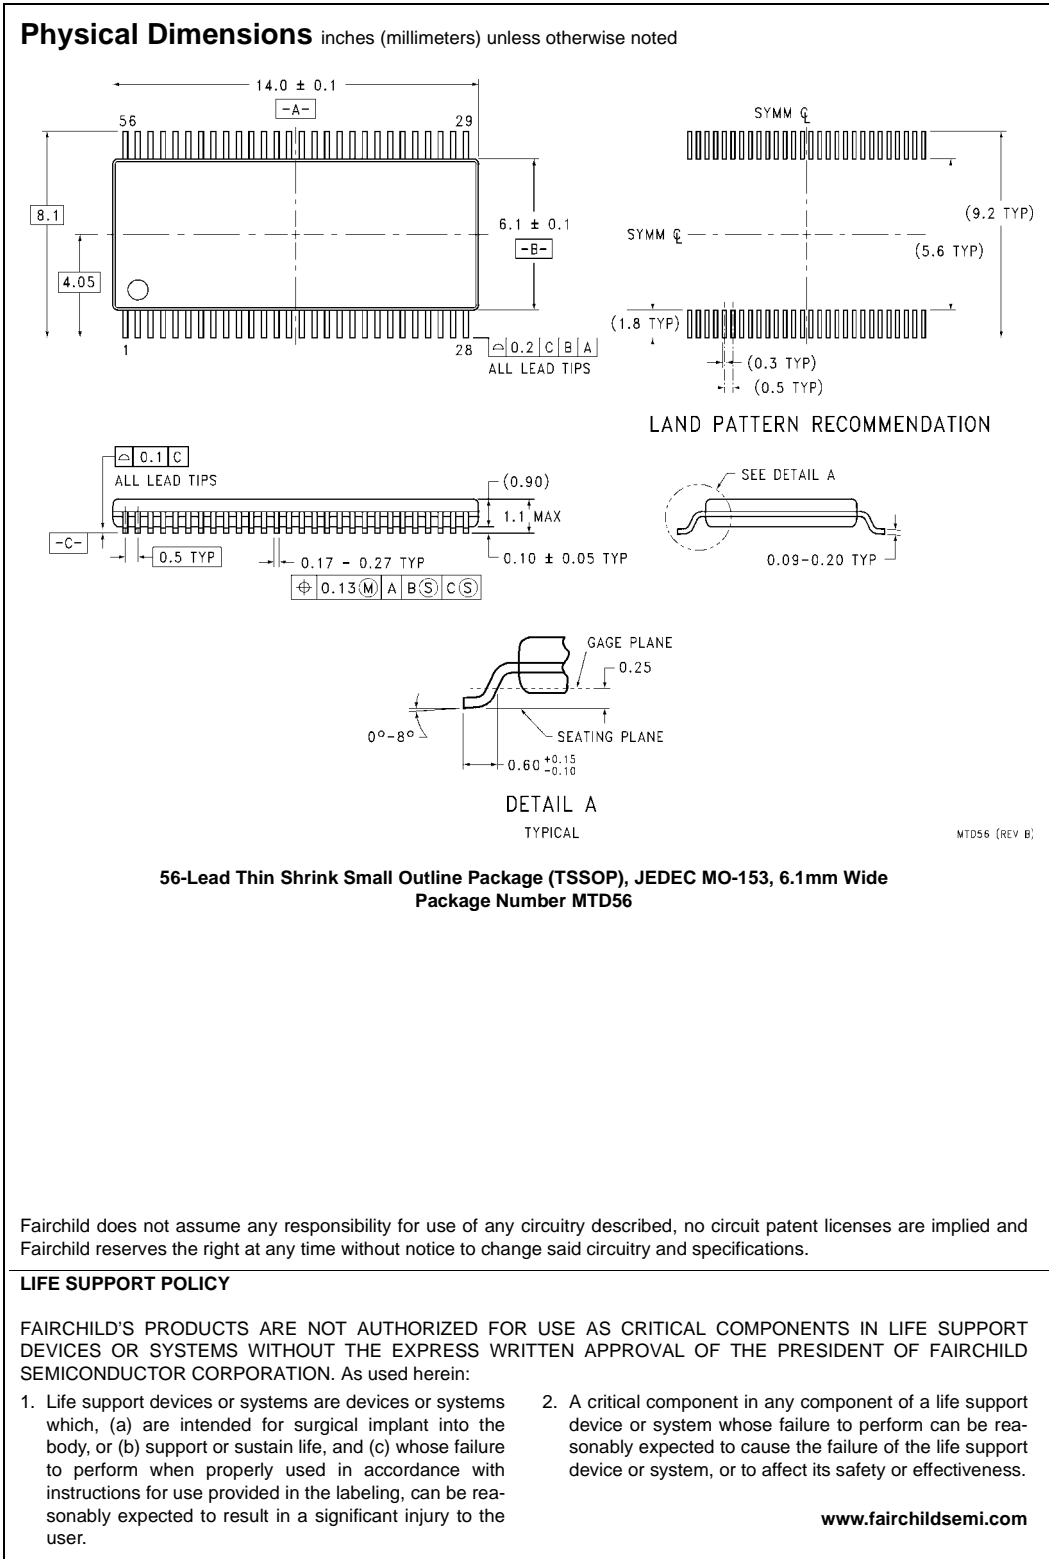 Physical Dimensions inches (millimeters) unless otherwise noted
14.0 ± 0.1
-A-
56
29
8.1
4.05
6.1 ± 0.1
-B-
1
28
⌓ 0.2 C B A
ALL LEAD TIPS
SYMM ℄
SYMM ℄
(9.2 TYP)
(5.6 TYP)
(1.8 TYP)
(0.3 TYP)
(0.5 TYP)
LAND PATTERN RECOMMENDATION
⌓ 0.1 C
ALL LEAD TIPS
(0.90)
1.1 MAX
-C-
0.5 TYP
0.17 - 0.27 TYP
0.10 ± 0.05 TYP
⌖ 0.13 Ⓜ A B Ⓢ C Ⓢ
SEE DETAIL A
0.09-0.20 TYP
GAGE PLANE
0.25
0°-8°
SEATING PLANE
0.60 +0.15 -0.10
DETAIL A
TYPICAL
MTD56 (REV B)
56-Lead Thin Shrink Small Outline Package (TSSOP), JEDEC MO-153, 6.1mm Wide
Package Number MTD56
Fairchild does not assume any responsibility for use of any circuitry described, no circuit patent licenses are implied and
Fairchild reserves the right at any time without notice to change said circuitry and specifications.
LIFE SUPPORT POLICY
FAIRCHILD'S PRODUCTS ARE NOT AUTHORIZED FOR USE AS CRITICAL COMPONENTS IN LIFE SUPPORT
DEVICES OR SYSTEMS WITHOUT THE EXPRESS WRITTEN APPROVAL OF THE PRESIDENT OF FAIRCHILD
SEMICONDUCTOR CORPORATION. As used herein:
1. Life support devices or systems are devices or systems
which, (a) are intended for surgical implant into the
body, or (b) support or sustain life, and (c) whose failure
to perform when properly used in accordance with
instructions for use provided in the labeling, can be rea-
sonably expected to result in a significant injury to the
user.
2. A critical component in any component of a life support
device or system whose failure to perform can be rea-
sonably expected to cause the failure of the life support
device or system, or to affect its safety or effectiveness.
www.fairchildsemi.com